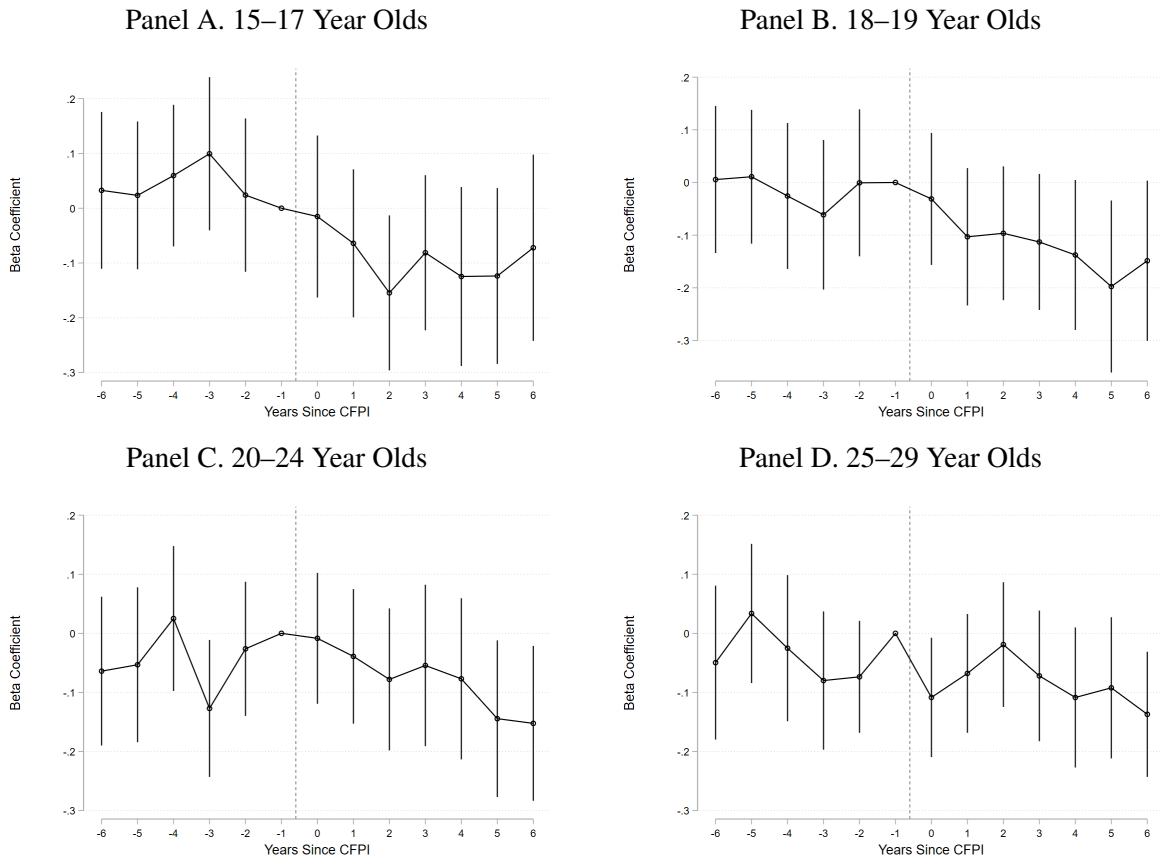 Panel A. 15–17 Year Olds
.2
.1
0
-.1
-.2
-.3
Beta Coefficient
-6 -5 -4 -3 -2 -1 0 1 2 3 4 5 6
Years Since CFPI
Panel B. 18–19 Year Olds
.2
.1
0
-.1
-.2
-.3
Beta Coefficient
-6 -5 -4 -3 -2 -1 0 1 2 3 4 5 6
Years Since CFPI
Panel C. 20–24 Year Olds
.2
.1
0
-.1
-.2
-.3
Beta Coefficient
-6 -5 -4 -3 -2 -1 0 1 2 3 4 5 6
Years Since CFPI
Panel D. 25–29 Year Olds
.2
.1
0
-.1
-.2
-.3
Beta Coefficient
-6 -5 -4 -3 -2 -1 0 1 2 3 4 5 6
Years Since CFPI